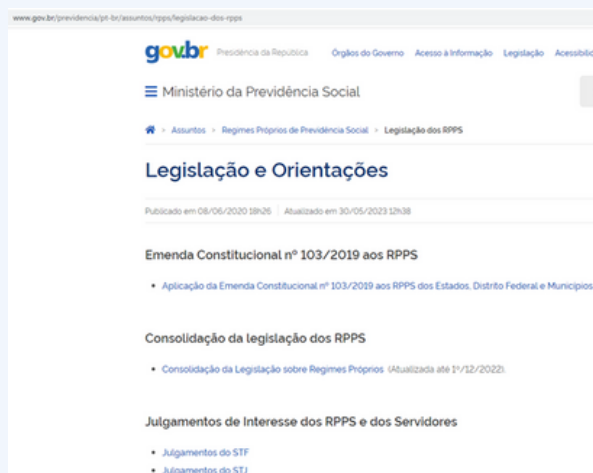 www.gov.br/previdencia/pt-br/assuntos/rpps/legislacao-dos-rpps
gov.br Presidência da República Órgãos do Governo Acesso à Informação Legislação Acessibilid
Ministério da Previdência Social
> Assuntos > Regimes Próprios de Previdência Social > Legislação dos RPPS
Legislação e Orientações
Publicado em 08/06/2020 18h26 | Atualizado em 30/05/2023 12h38
Emenda Constitucional nº 103/2019 aos RPPS
• Aplicação da Emenda Constitucional nº 103/2019 aos RPPS dos Estados, Distrito Federal e Municípios
Consolidação da legislação dos RPPS
• Consolidação da Legislação sobre Regimes Próprios (Atualizada até 1º/12/2022).
Julgamentos de Interesse dos RPPS e dos Servidores
• Julgamentos do STF
• Julgamentos do STJ